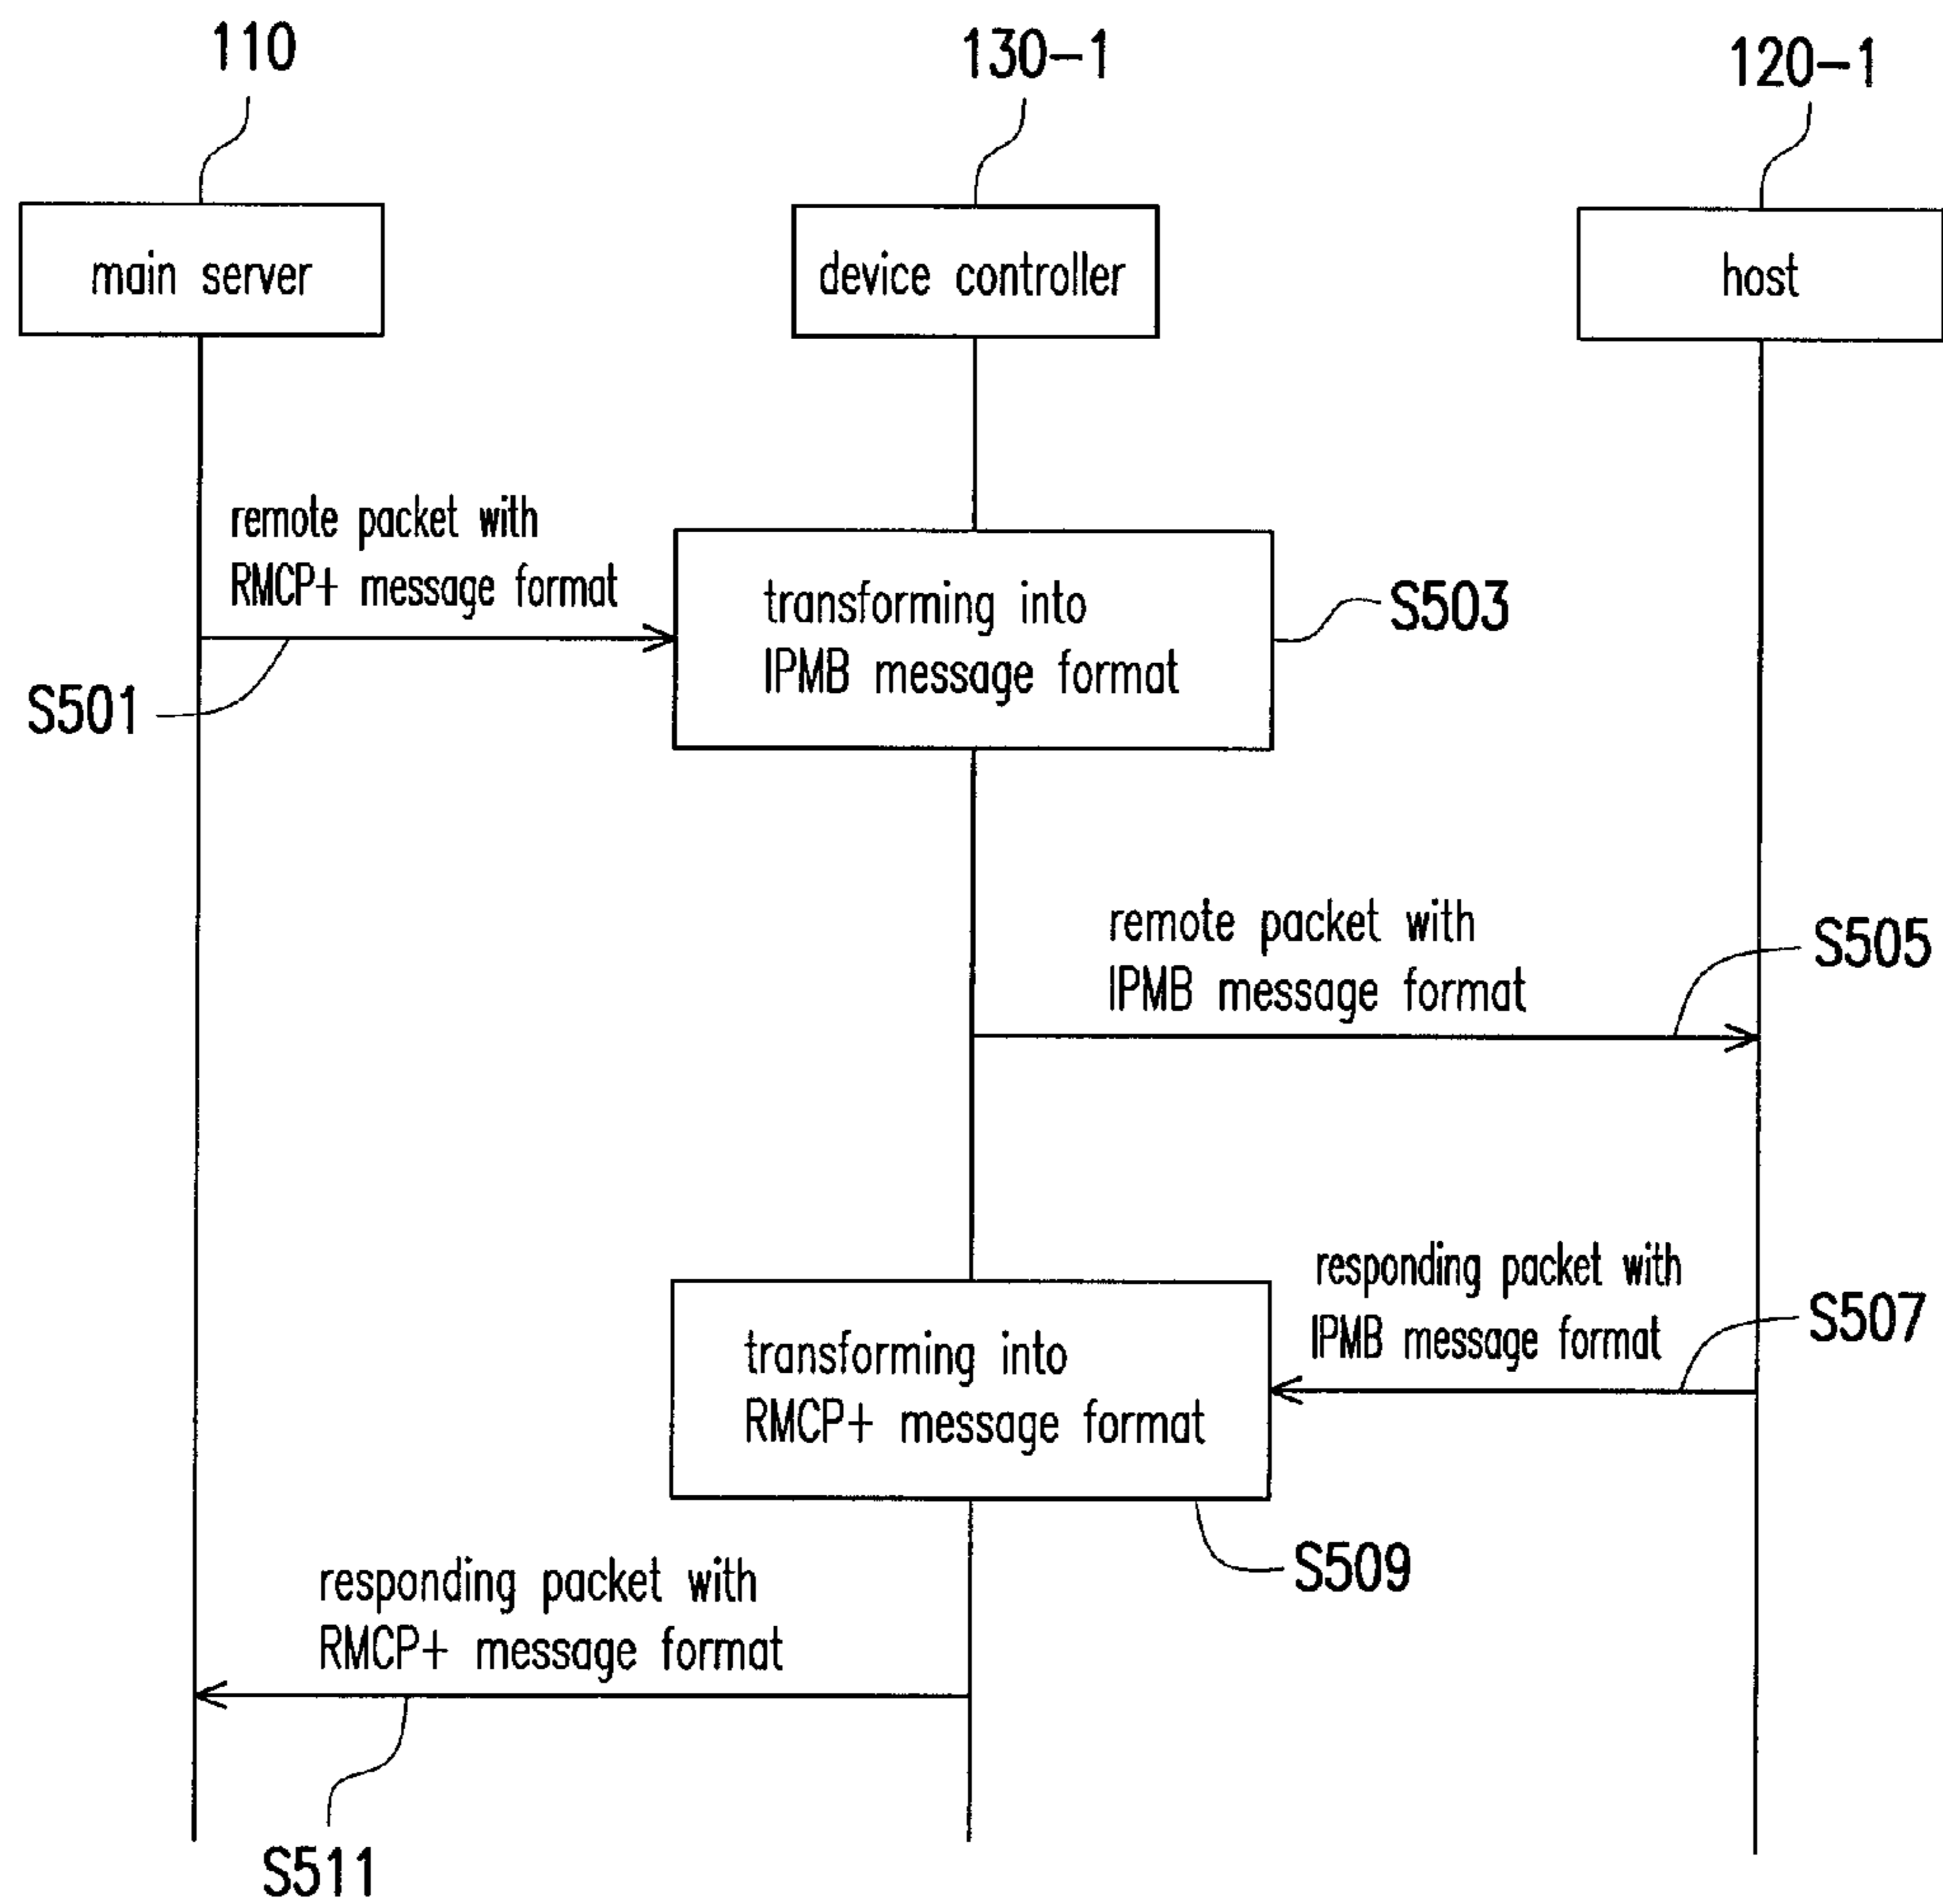 110
130-1
120-1
main server
device controller
host
remote packet with
RMCP+ message format
S501
transforming into
IPMB message format
S503
remote packet with
IPMB message format
S505
responding packet with
IPMB message format
S507
transforming into
RMCP+ message format
S509
responding packet with
RMCP+ message format
S511